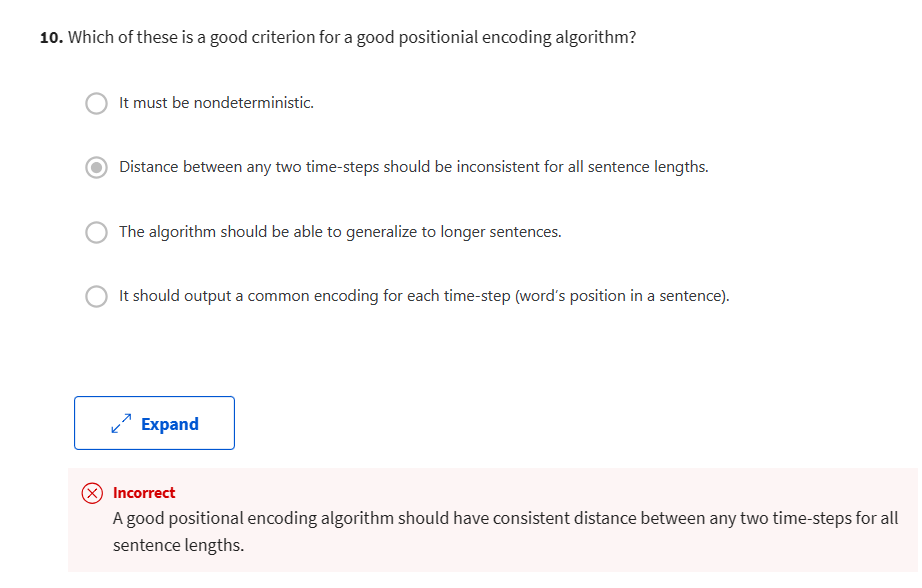 10. Which of these is a good criterion for a good positionial encoding algorithm?
It must be nondeterministic.
Distance between any two time-steps should be inconsistent for all sentence lengths.
The algorithm should be able to generalize to longer sentences.
It should output a common encoding for each time-step (word's position in a sentence).
Expand
Incorrect
A good positional encoding algorithm should have consistent distance between any two time-steps for all
sentence lengths.